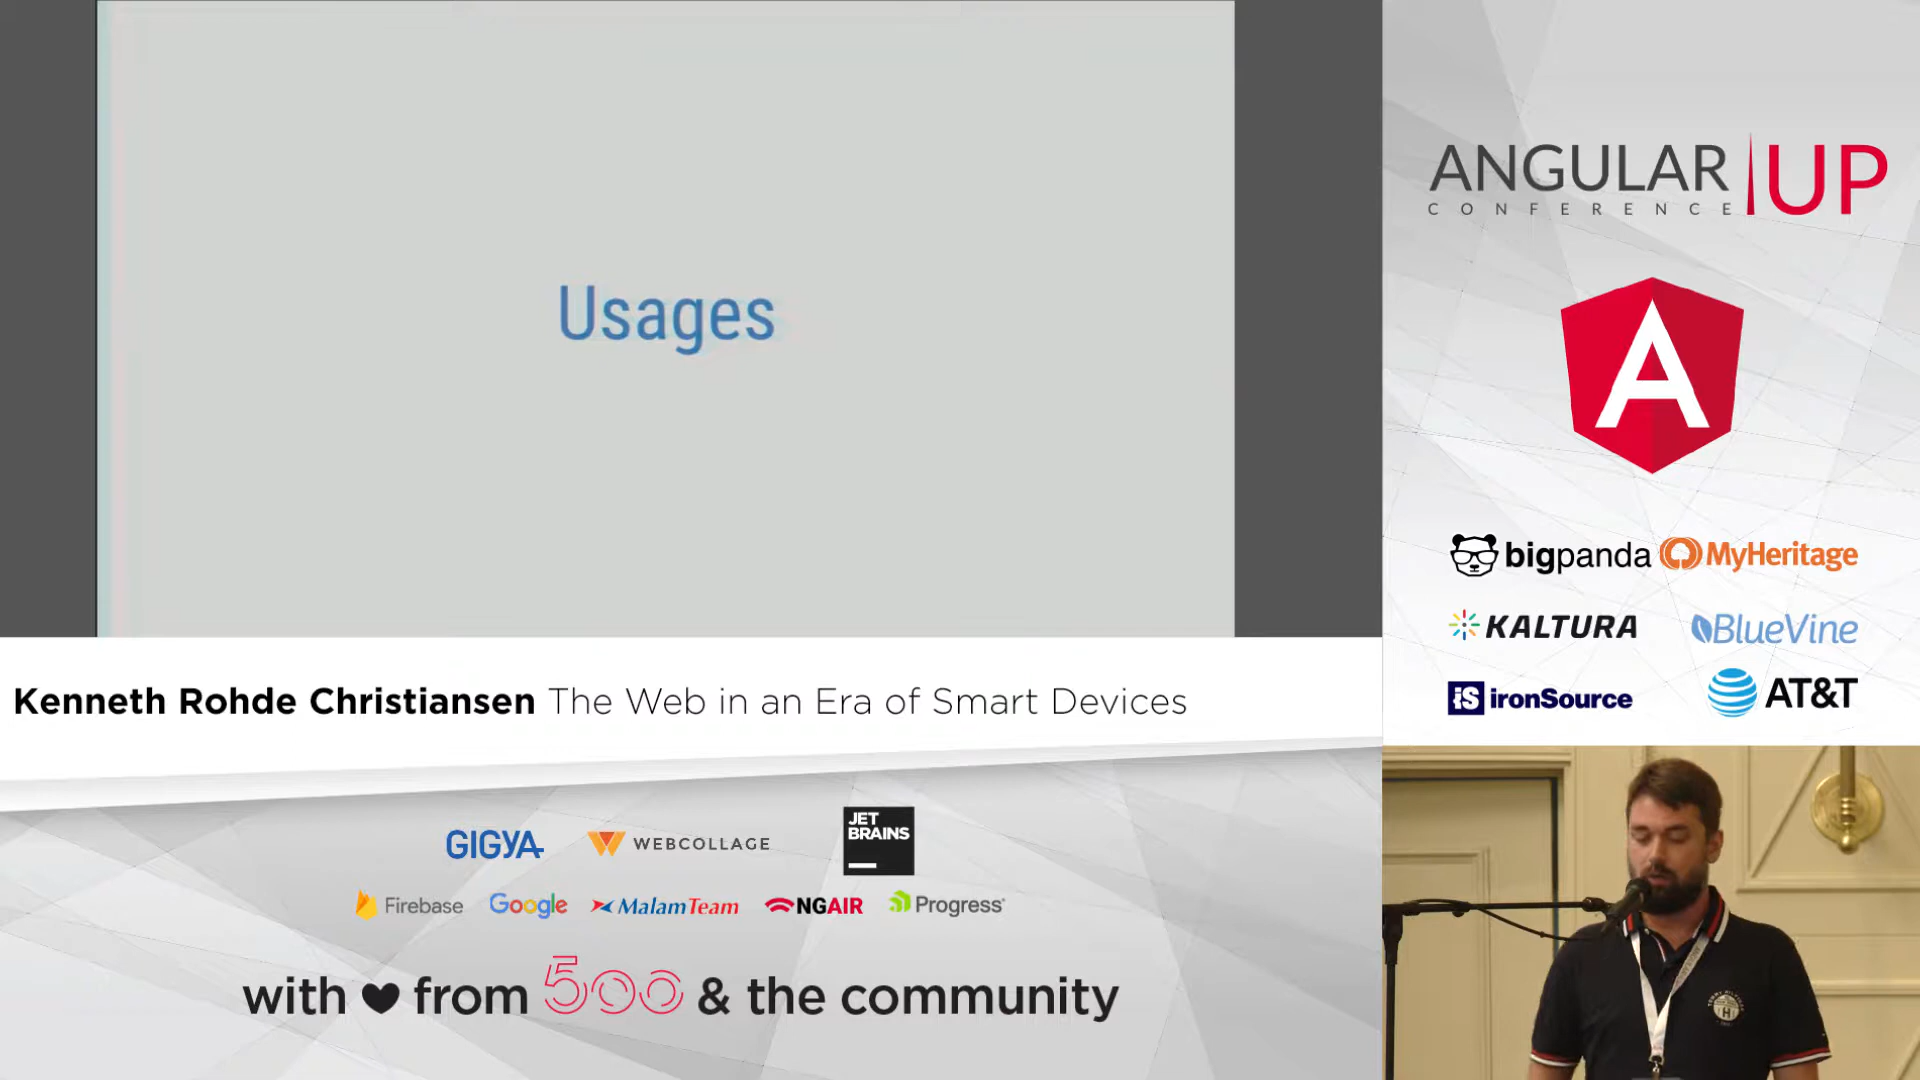 Usages
ANGULAR UP
CONFERENCE
A
bigpanda MyHeritage
KALTURA BlueVine
iS ironSource AT&T
Kenneth Rohde Christiansen The Web in an Era of Smart Devices
GIGYA WEBCOLLAGE JET
BRAINS
Firebase Google MalamTeam NGAIR Progress
with from 500 & the community